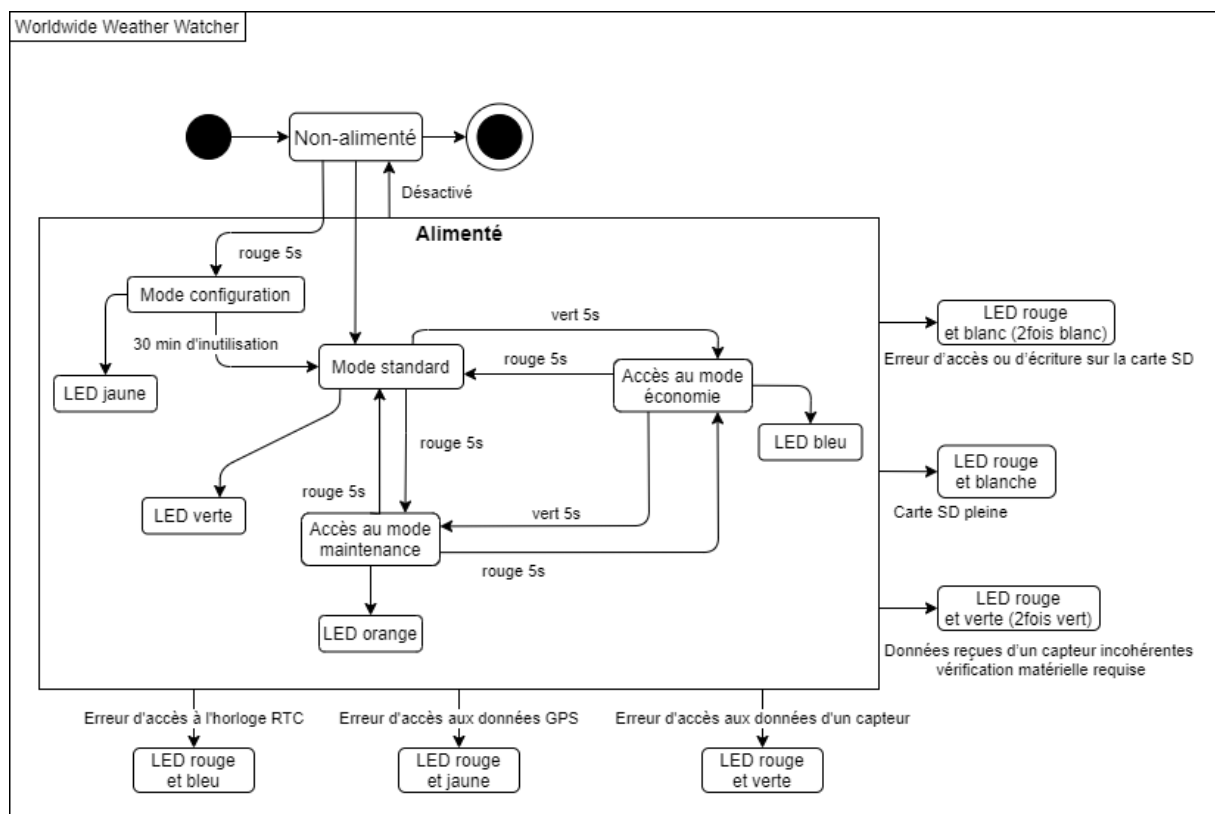 Worldwide Weather Watcher
Non-alimenté
Désactivé
Alimenté
rouge 5s
Mode configuration
30 min d'inutilisation
LED jaune
vert 5s
Mode standard
rouge 5s
Accès au mode
économie
LED bleu
rouge 5s
LED verte
rouge 5s
vert 5s
Accès au mode
maintenance
rouge 5s
LED orange
LED rouge
et blanc (2fois blanc)
Erreur d'accès ou d'écriture sur la carte SD
LED rouge
et blanche
Carte SD pleine
LED rouge
et verte (2fois vert)
Données reçues d'un capteur incohérentes
vérification matérielle requise
Erreur d'accès à l'horloge RTC
LED rouge
et bleu
Erreur d'accès aux données GPS
LED rouge
et jaune
Erreur d'accès aux données d'un capteur
LED rouge
et verte